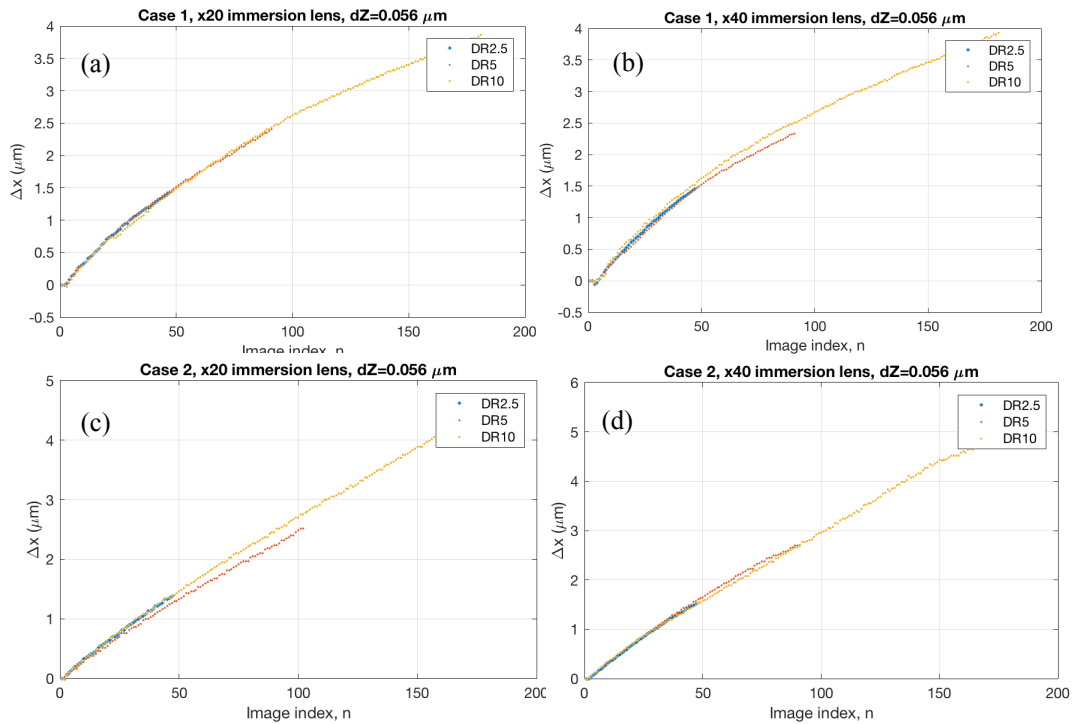 Case 1, x20 immersion lens, dZ=0.056 μm
(a)
DR2.5
DR5
DR10
4
3.5
3
2.5
2
1.5
1
0.5
0
-0.5
Δx (μm)
0 50 100 150 200
Image index, n
Case 1, x40 immersion lens, dZ=0.056 μm
(b)
DR2.5
DR5
DR10
4
3.5
3
2.5
2
1.5
1
0.5
0
-0.5
Δx (μm)
0 50 100 150 200
Image index, n
Case 2, x20 immersion lens, dZ=0.056 μm
(c)
DR2.5
DR5
DR10
5
4
3
2
1
0
Δx (μm)
0 50 100 150 200
Image index, n
Case 2, x40 immersion lens, dZ=0.056 μm
(d)
DR2.5
DR5
DR10
6
5
4
3
2
1
0
Δx (μm)
0 50 100 150 200
Image index, n